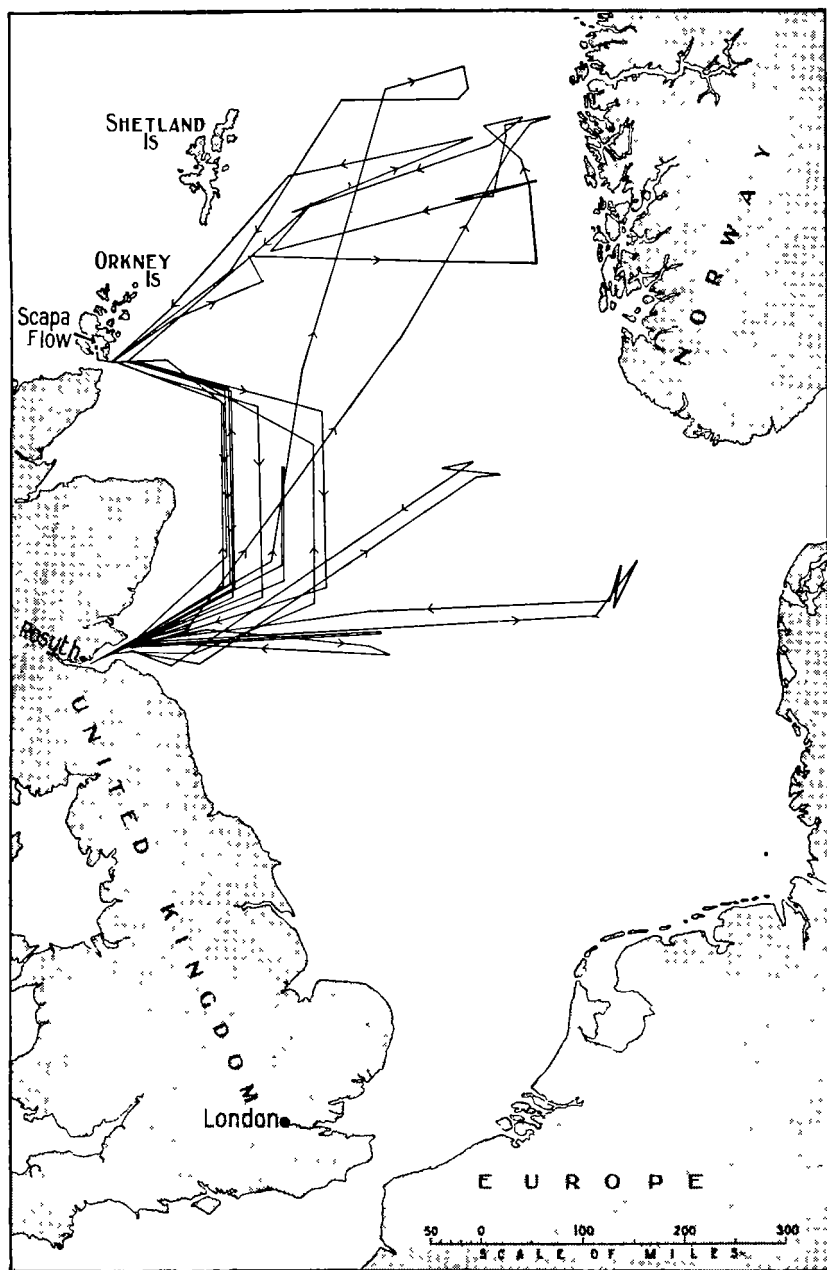 SHETLAND
IS
ORKNEY
IS
Scapa
Flow
NORWAY
Rosyth
UNITED KINGDOM
London
EUROPE
50 0 100 200 300
SCALE OF MILES